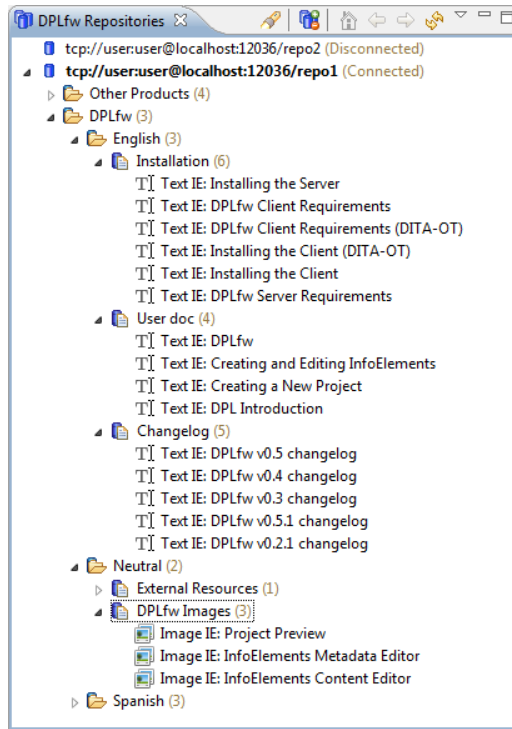 DPLfw Repositories
tcp://user:user@localhost:12036/repo2 (Disconnected)
tcp://user:user@localhost:12036/repo1 (Connected)
Other Products (4)
DPLfw (3)
English (3)
Installation (6)
Text IE: Installing the Server
Text IE: DPLfw Client Requirements
Text IE: DPLfw Client Requirements (DITA-OT)
Text IE: Installing the Client (DITA-OT)
Text IE: Installing the Client
Text IE: DPLfw Server Requirements
User doc (4)
Text IE: DPLfw
Text IE: Creating and Editing InfoElements
Text IE: Creating a New Project
Text IE: DPL Introduction
Changelog (5)
Text IE: DPLfw v0.5 changelog
Text IE: DPLfw v0.4 changelog
Text IE: DPLfw v0.3 changelog
Text IE: DPLfw v0.5.1 changelog
Text IE: DPLfw v0.2.1 changelog
Neutral (2)
External Resources (1)
DPLfw Images (3)
Image IE: Project Preview
Image IE: InfoElements Metadata Editor
Image IE: InfoElements Content Editor
Spanish (3)